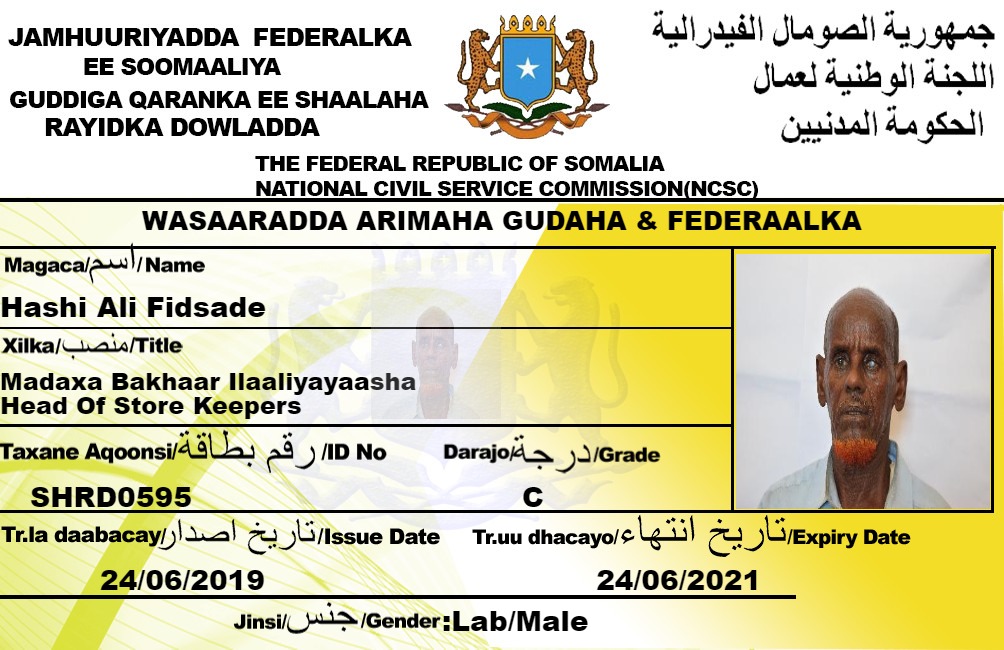 JAMHUURIYADDA FEDERALKA
EE SOOMAALIYA
GUDDIGA QARANKA EE SHAALAHA
RAYIDKA DOWLADDA
جمهورية الصومال الفيدرالية
اللجنة الوطنية لعمال
الحكومة المدنيين
THE FEDERAL REPUBLIC OF SOMALIA
NATIONAL CIVIL SERVICE COMMISSION(NCSC)
WASAARADDA ARIMAHA GUDAHA & FEDERAALKA
Magaca/اسم/Name
Hashi Ali Fidsade
Xilka/منصب/Title
Madaxa Bakhaar Ilaaliyayaasha
Head Of Store Keepers
Taxane Aqoonsi/رقم بطاقة/ID No
Darajo/درجة/Grade
SHRD0595
C
Tr.la daabacay/تاريخ اصدار/Issue Date
Tr.uu dhacayo/تاريخ انتهاء/Expiry Date
24/06/2019
24/06/2021
Jinsi/جنس/Gender:Lab/Male